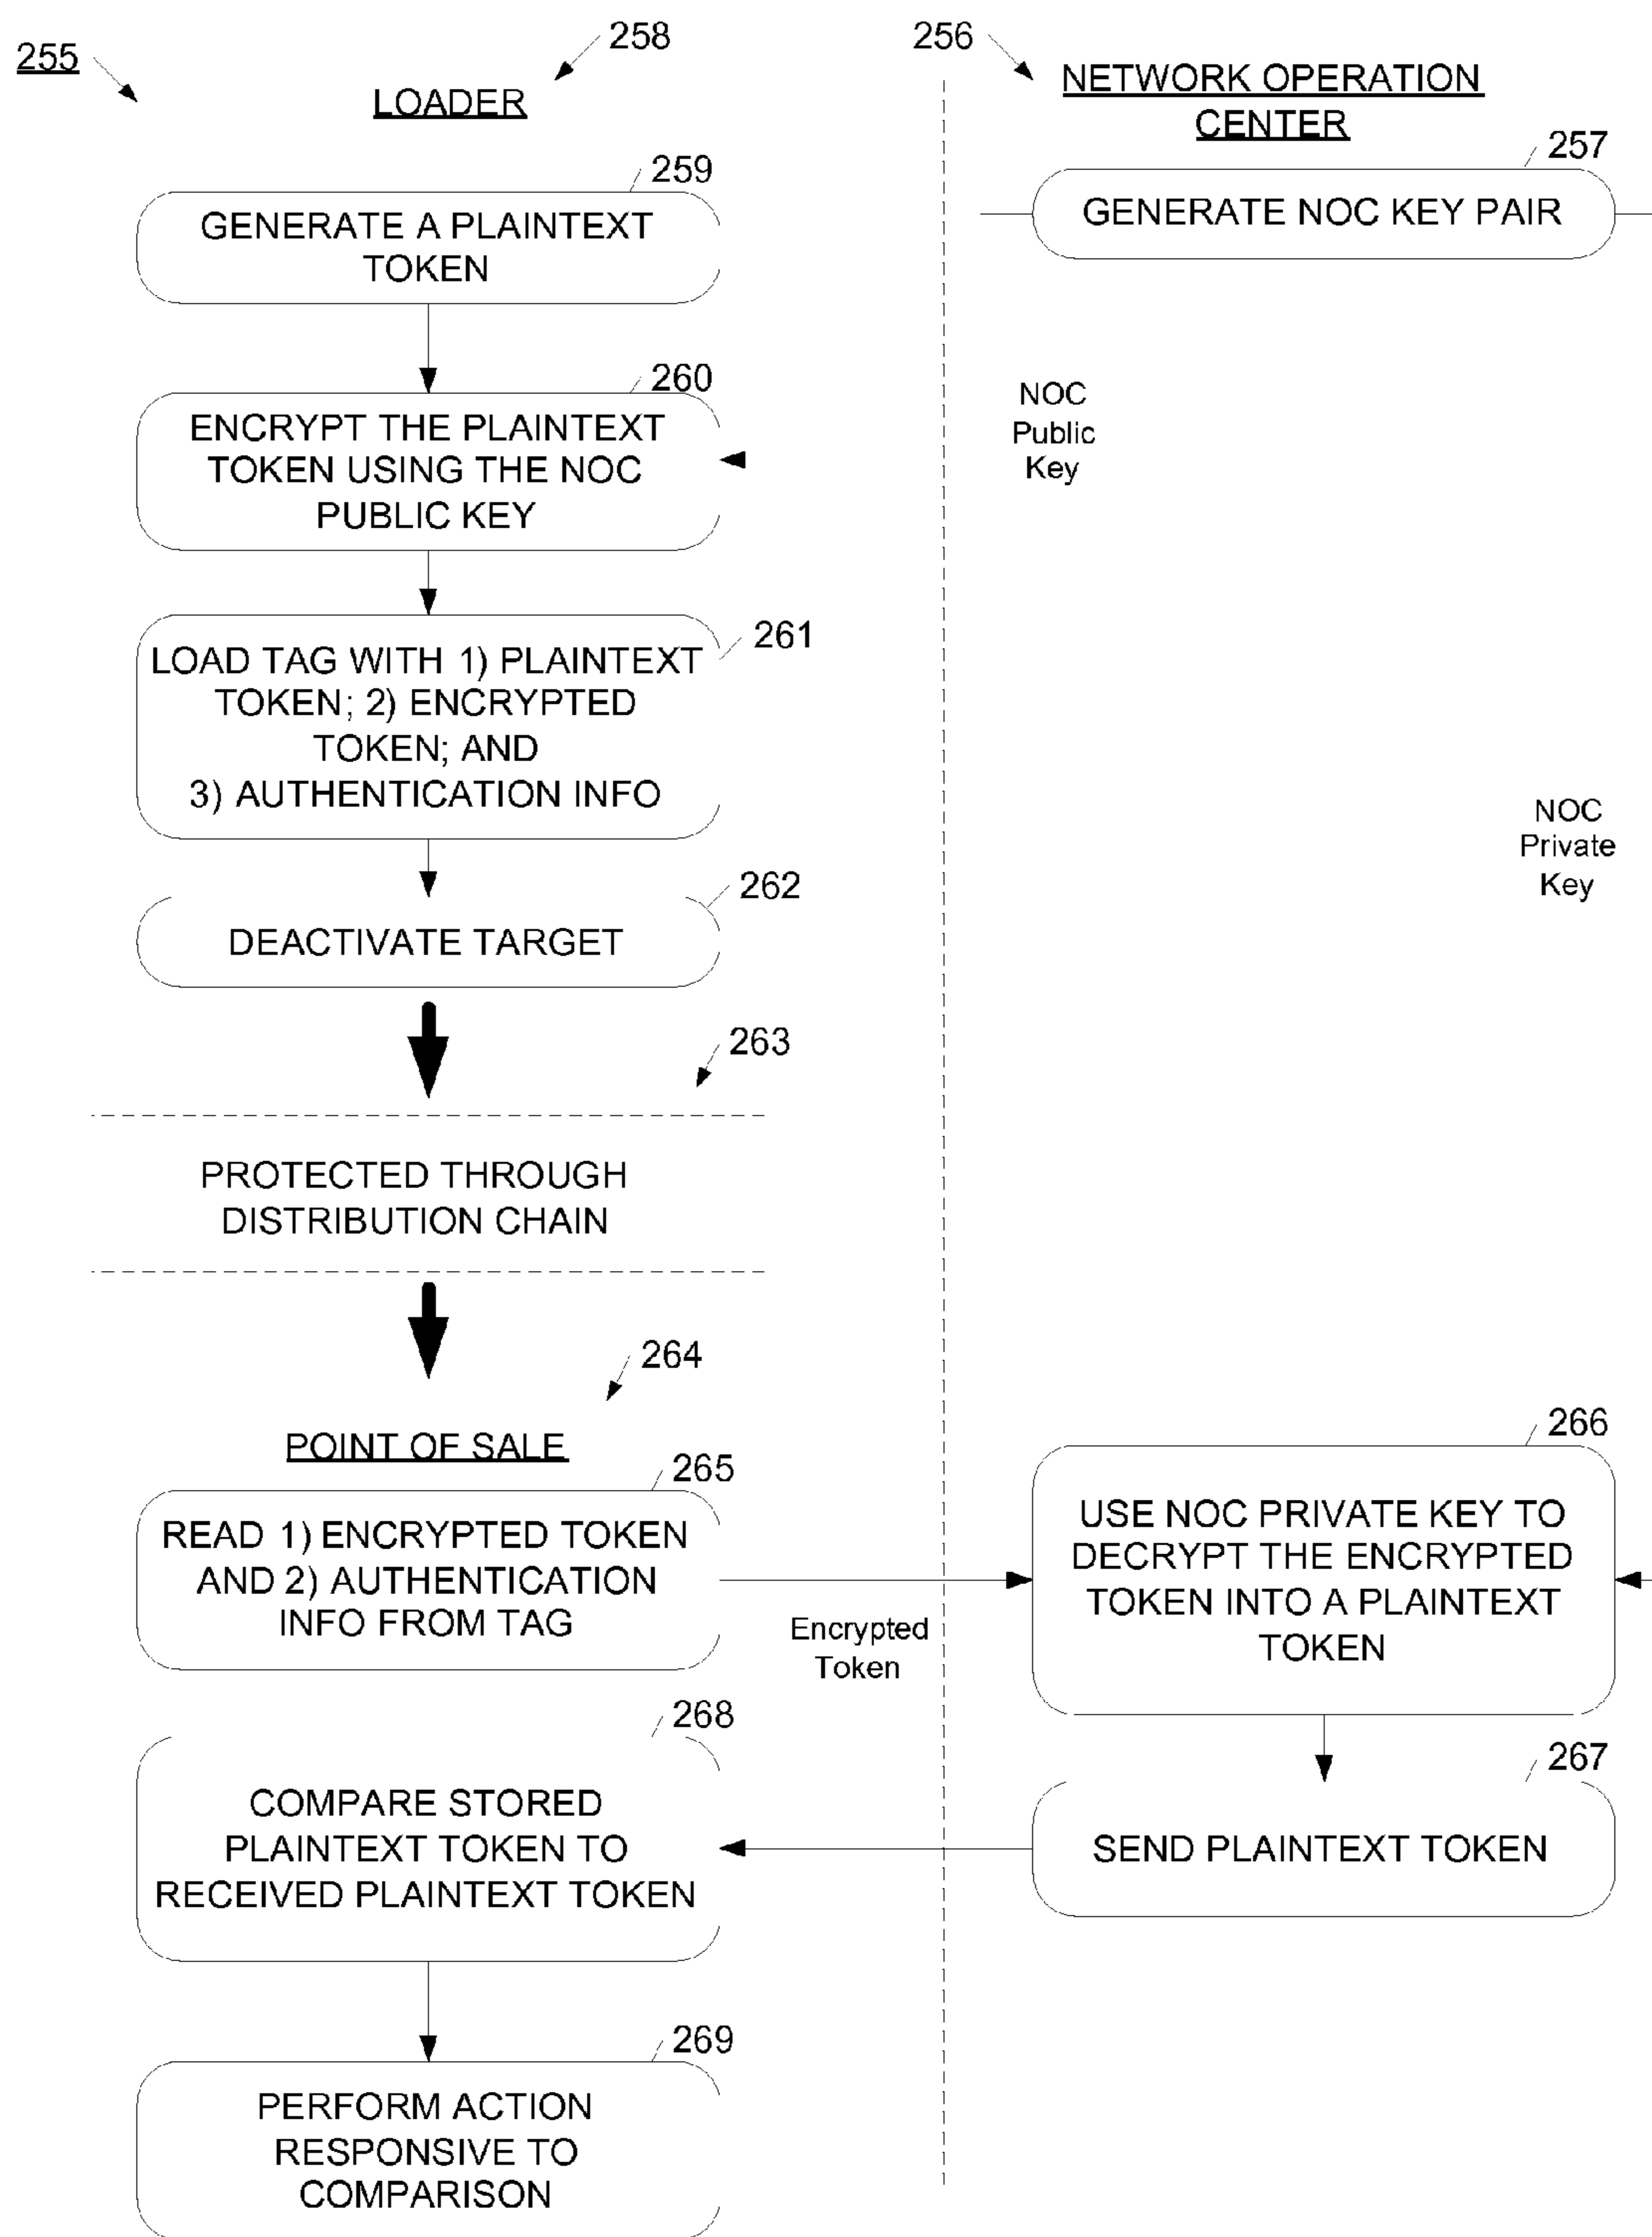 255
258
LOADER
256
NETWORK OPERATION
CENTER
257
GENERATE NOC KEY PAIR
259
GENERATE A PLAINTEXT
TOKEN
260
ENCRYPT THE PLAINTEXT
TOKEN USING THE NOC
PUBLIC KEY
NOC
Public
Key
261
LOAD TAG WITH 1) PLAINTEXT
TOKEN; 2) ENCRYPTED
TOKEN; AND
3) AUTHENTICATION INFO
NOC
Private
Key
262
DEACTIVATE TARGET
263
PROTECTED THROUGH
DISTRIBUTION CHAIN
264
POINT OF SALE
265
READ 1) ENCRYPTED TOKEN
AND 2) AUTHENTICATION
INFO FROM TAG
Encrypted
Token
266
USE NOC PRIVATE KEY TO
DECRYPT THE ENCRYPTED
TOKEN INTO A PLAINTEXT
TOKEN
267
SEND PLAINTEXT TOKEN
268
COMPARE STORED
PLAINTEXT TOKEN TO
RECEIVED PLAINTEXT TOKEN
269
PERFORM ACTION
RESPONSIVE TO
COMPARISON